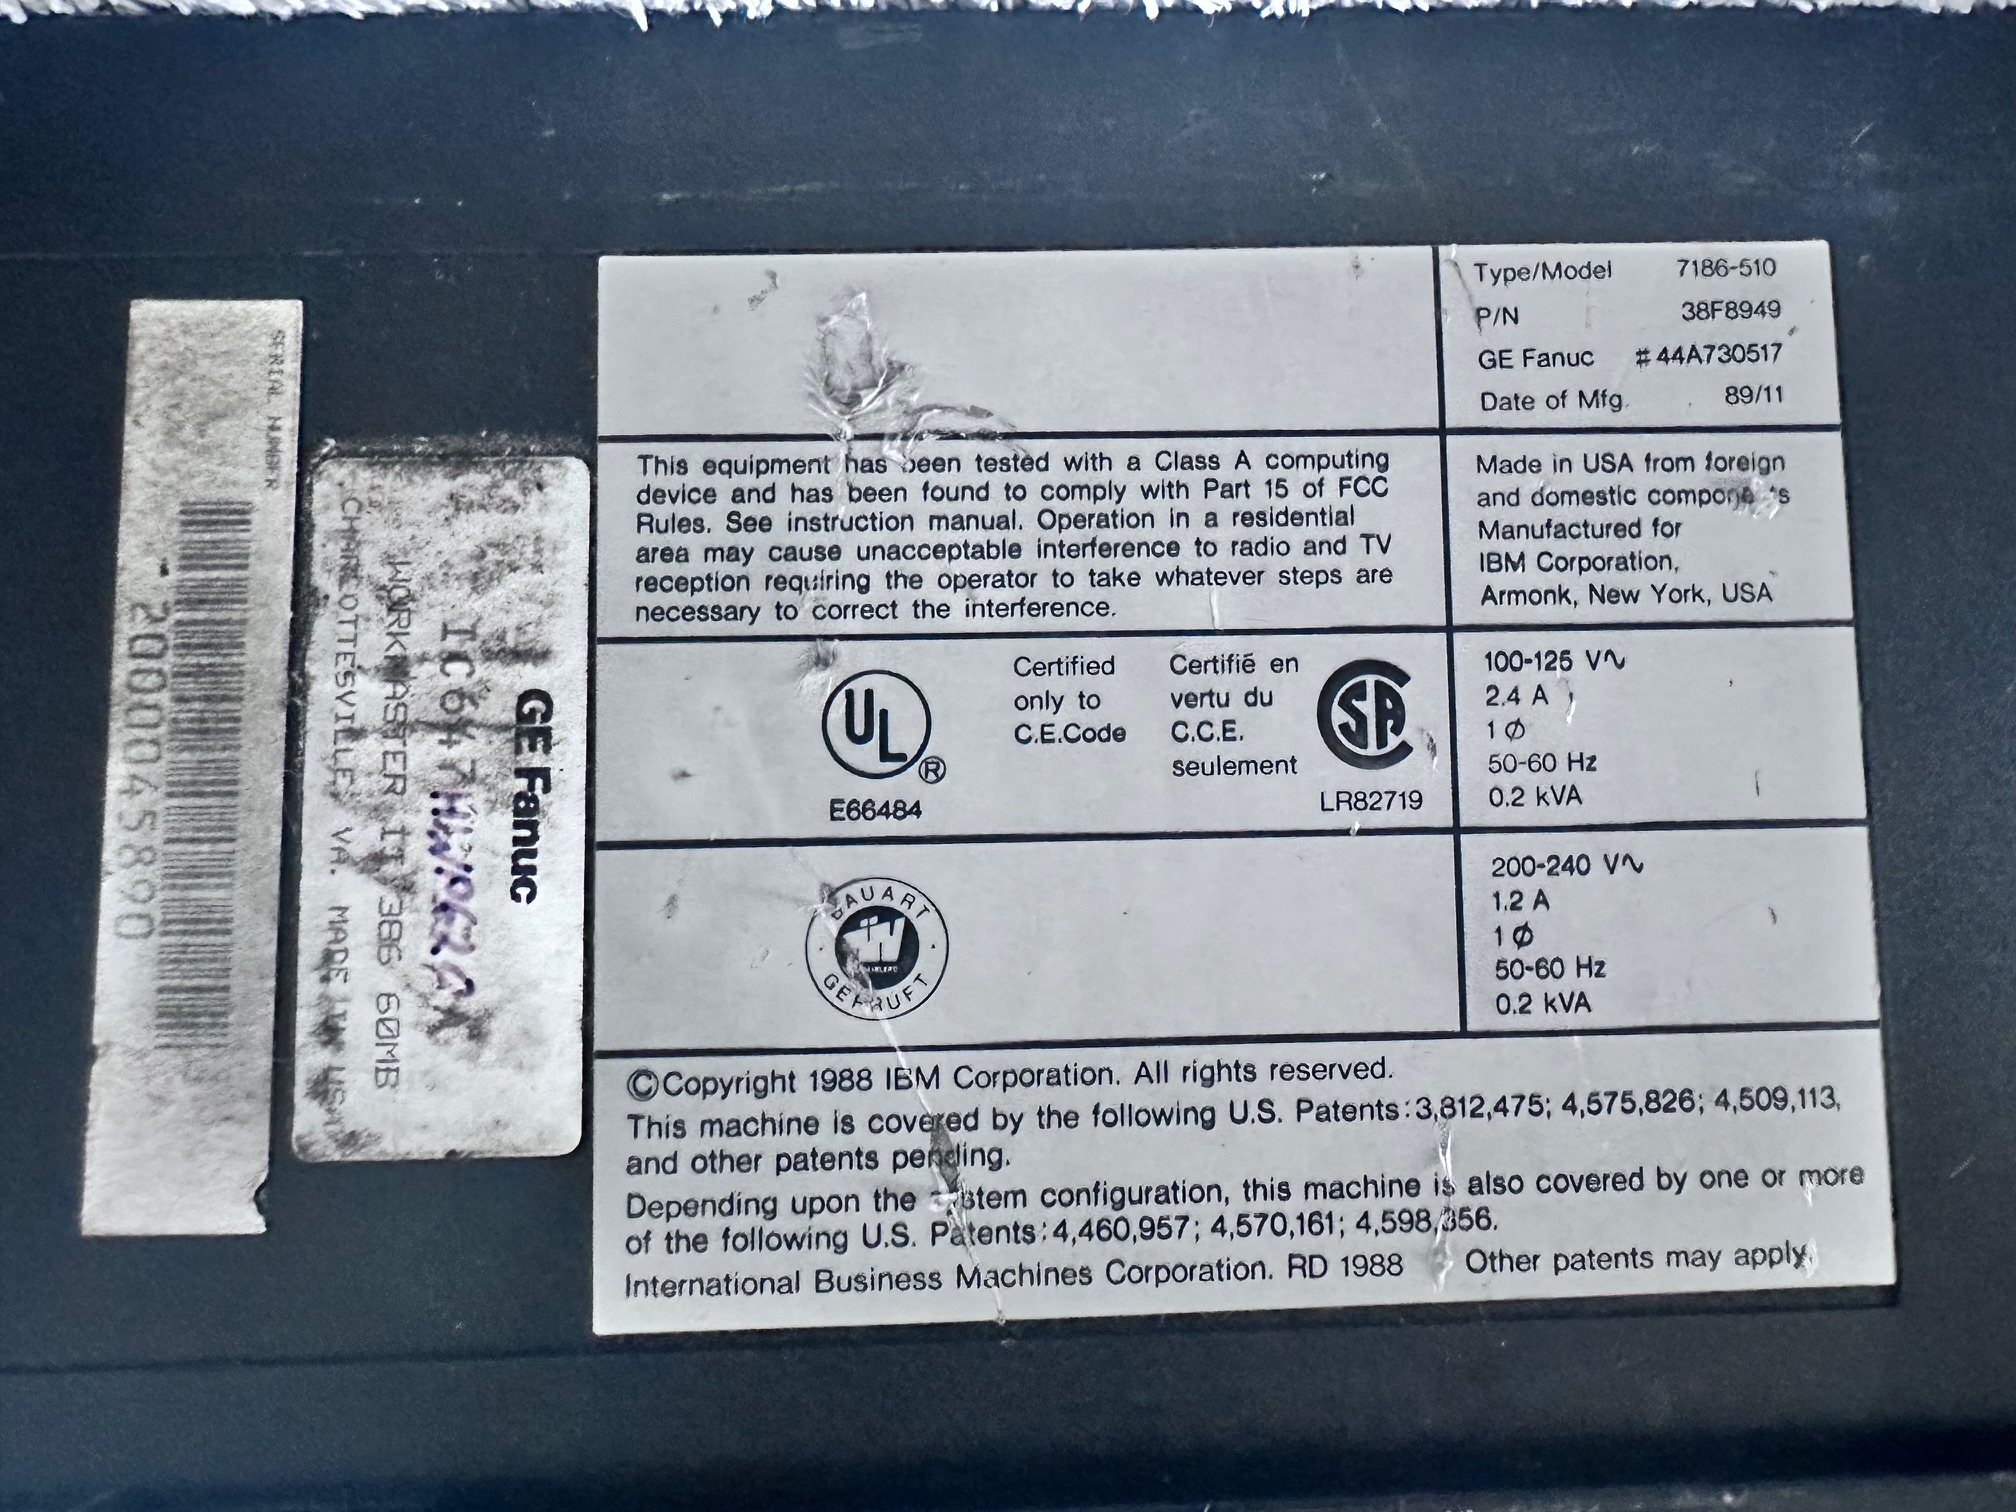 SERIAL NUMBER
200045890
GE Fanuc
IC647
WORKMASTER II 386 60MB
CHARLOTTESVILLE, VA. MADE IN USA
Type/Model 7186-510
P/N 38F8949
GE Fanuc #44A730517
Date of Mfg. 89/11
This equipment has been tested with a Class A computing
device and has been found to comply with Part 15 of FCC
Rules. See instruction manual. Operation in a residential
area may cause unacceptable interference to radio and TV
reception requiring the operator to take whatever steps are
necessary to correct the interference.
Made in USA from foreign
and domestic components
Manufactured for
IBM Corporation,
Armonk, New York, USA
UL®
E66484
Certified
only to
C.E.Code
Certifié en
vertu du
C.C.E.
seulement
SA
LR82719
100-125 V∿
2.4 A
1 Ø
50-60 Hz
0.2 kVA
BAUART
GEPRUFT
200-240 V∿
1.2 A
1 Ø
50-60 Hz
0.2 kVA
©Copyright 1988 IBM Corporation. All rights reserved.
This machine is covered by the following U.S. Patents:3,812,475; 4,575,826; 4,509,113,
and other patents pending.
Depending upon the system configuration, this machine is also covered by one or more
of the following U.S. Patents:4,460,957; 4,570,161; 4,598,356.
International Business Machines Corporation. RD 1988 Other patents may apply.